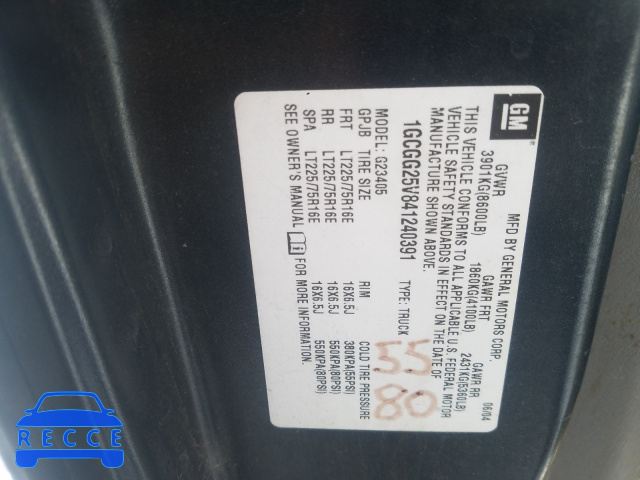 GM
MFD BY GENERAL MOTORS CORP. 06/04
GVWR GAWR FRT GAWR RR
3901KG(8600LB) 1860KG(4100LB) 2431KG(5360LB)
THIS VEHICLE CONFORMS TO ALL APPLICABLE U.S. FEDERAL MOTOR
VEHICLE SAFETY STANDARDS IN EFFECT ON THE DATE OF
MANUFACTURE SHOWN ABOVE.
1GCGG25V841240391 TYPE: TRUCK
MODEL: G23405
GPJB TIRE SIZE RIM COLD TIRE PRESSURE
FRT LT225/75R16E 16X6.5J 380KPA(55PSI)
RR LT225/75R16E 16X6.5J 550KPA(80PSI)
SPA LT225/75R16E 16X6.5J 550KPA(80PSI)
SEE OWNER'S MANUAL i FOR MORE INFORMATION.
55
80
RECCE